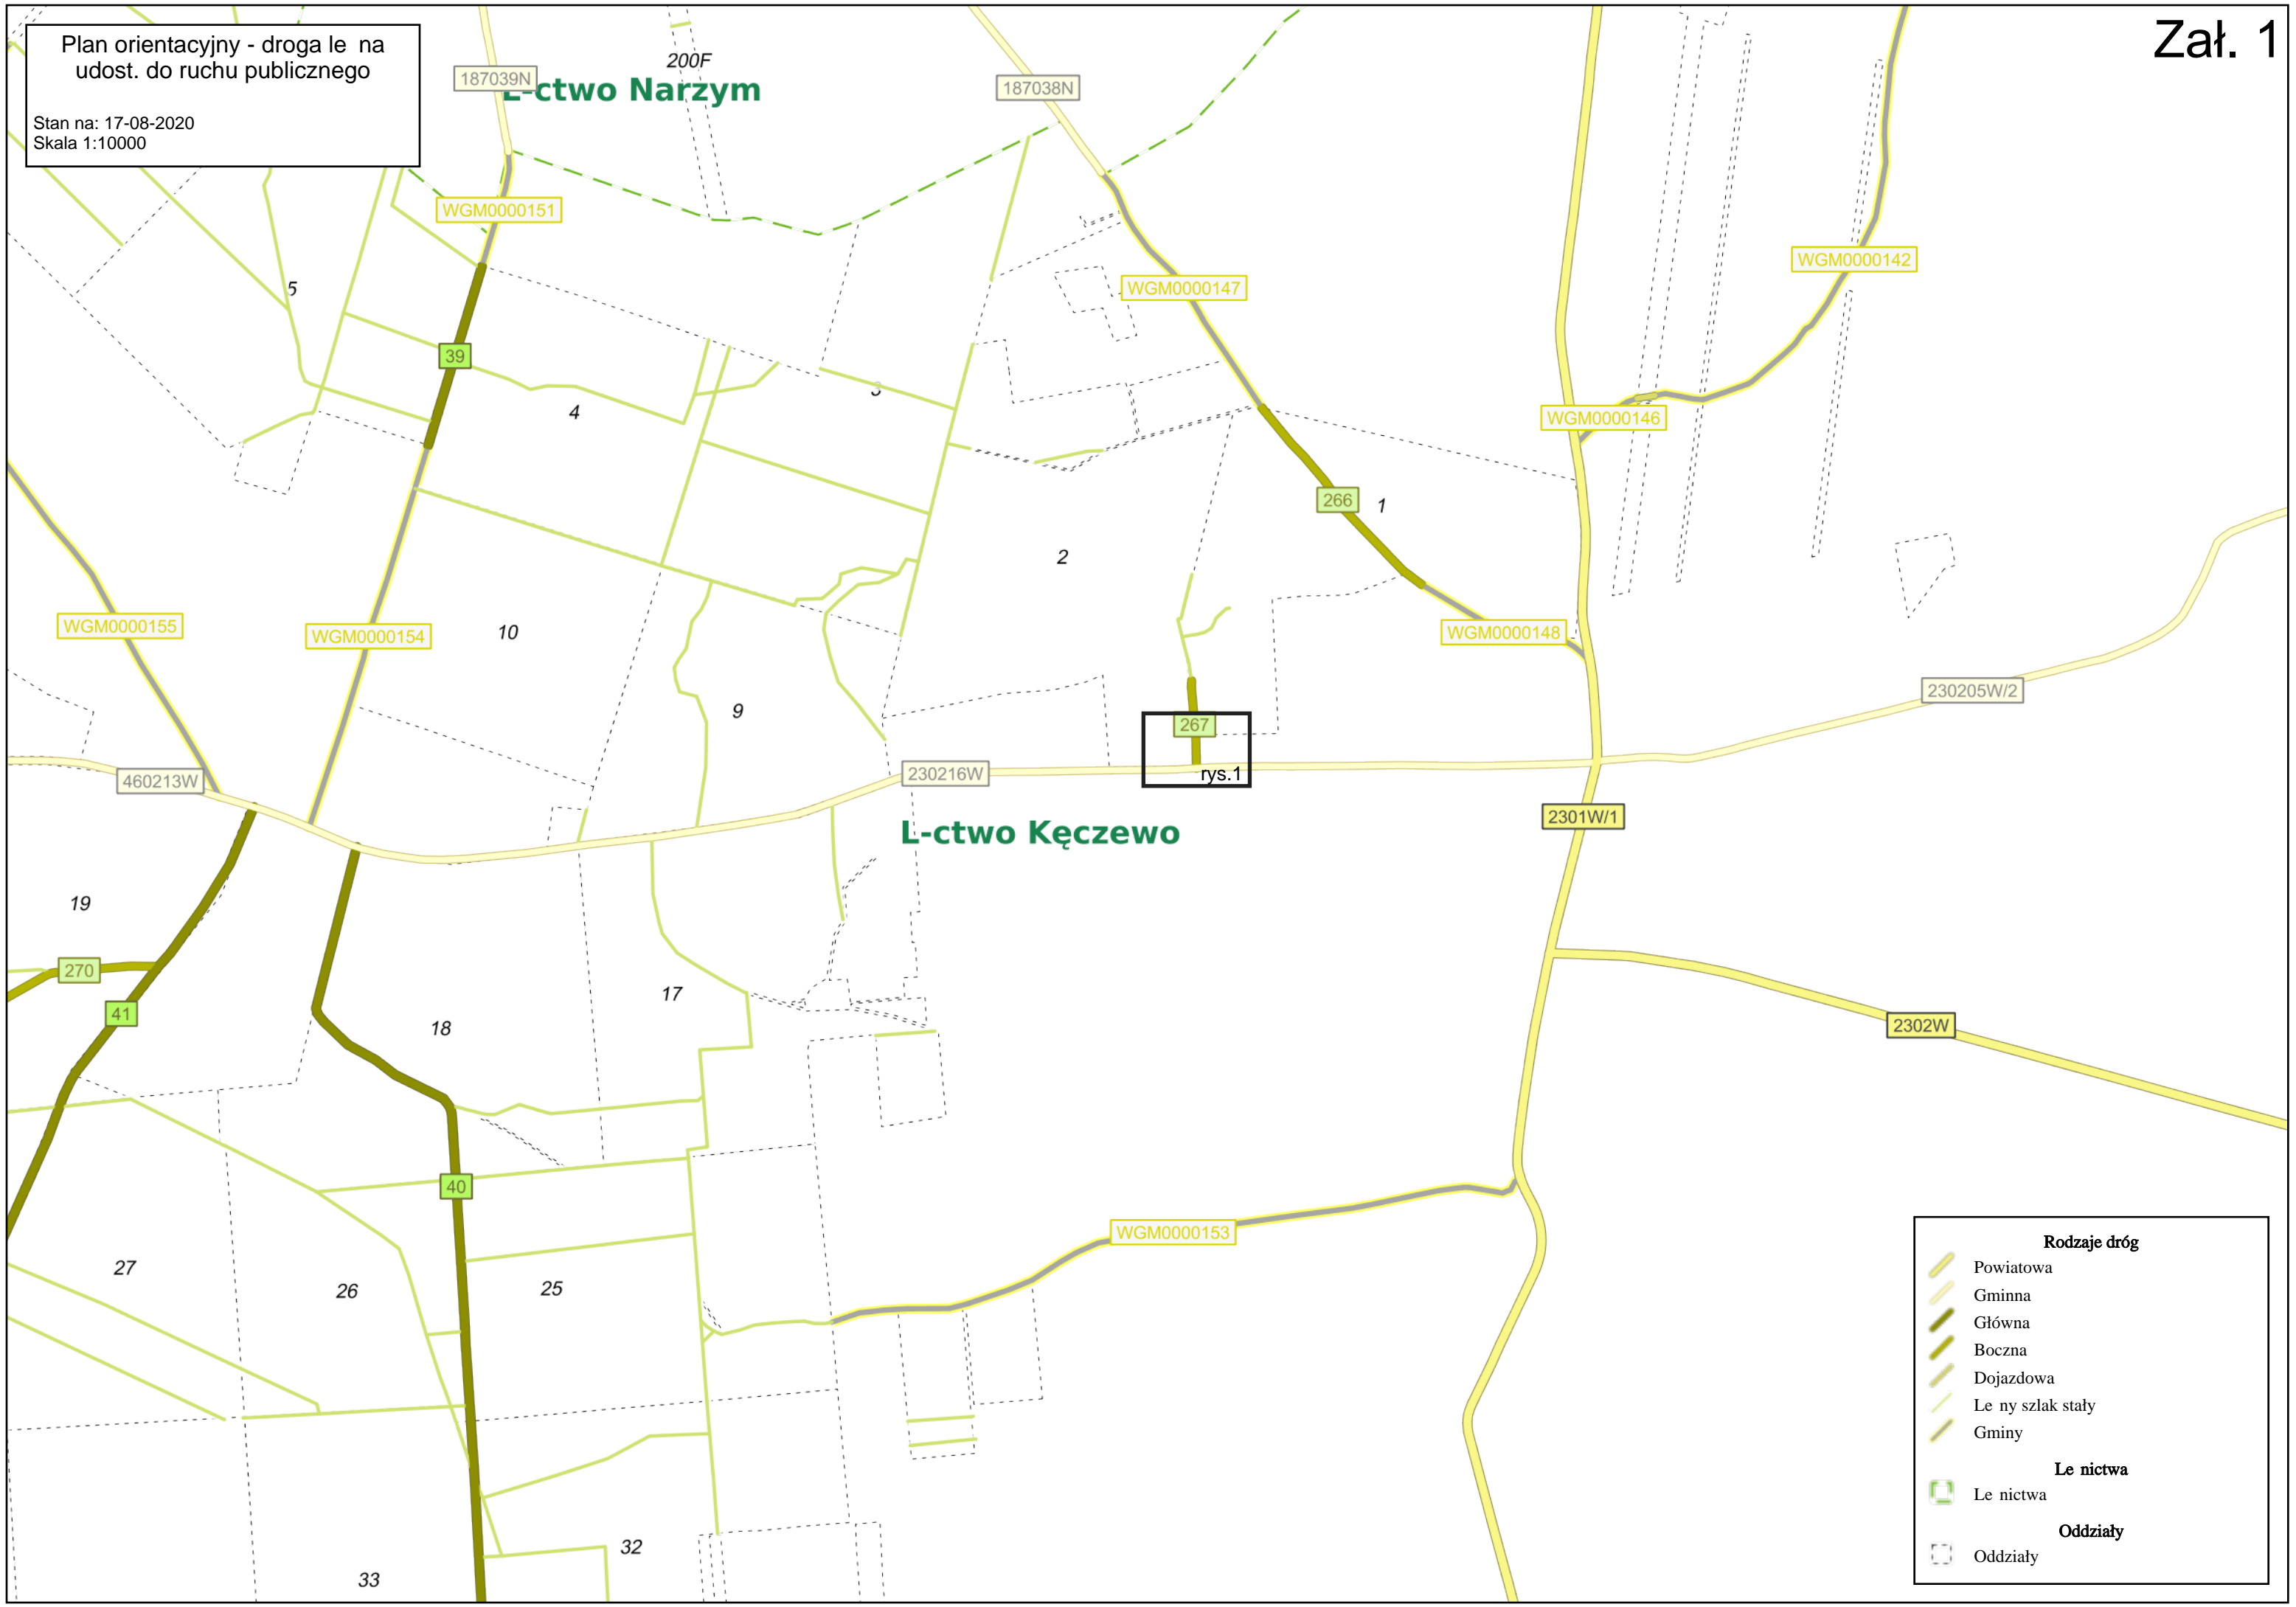 Plan orientacyjny - droga le na
udost. do ruchu publicznego
Stan na: 17-08-2020
Skala 1:10000
Zał. 1
200F
187039N
L-ctwo Narzym
187038N
WGM0000151
WGM0000142
WGM0000147
5
39
4
3
WGM0000146
266
1
2
WGM0000155
WGM0000154
10
WGM0000148
230205W/2
9
267
460213W
230216W
rys.1
2301W/1
L-ctwo Kęczewo
19
270
17
41
18
2302W
40
WGM0000153
27
26
25
32
33
Rodzaje dróg
Powiatowa
Gminna
Główna
Boczna
Dojazdowa
Le ny szlak stały
Gminy
Le nictwa
Le nictwa
Oddziały
Oddziały